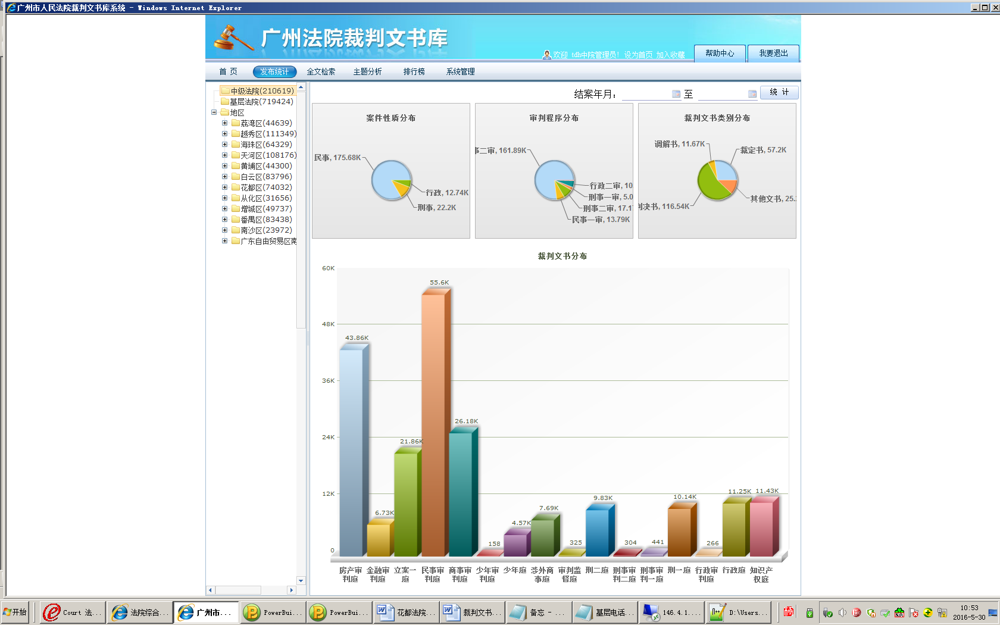 广州市人民法院裁判文书库系统 - Windows Internet Explorer
广州法院裁判文书库
欢迎 tdh中院管理员! 设为首页 加入收藏
帮助中心
我要退出
首 页 发布统计 全文检索 主题分析 排行榜 系统管理
中级法院(210619)
基层法院(719424)
地区
荔湾区(44639)
越秀区(111349)
海珠区(64329)
天河区(108176)
黄埔区(44300)
白云区(83796)
花都区(74032)
从化区(31656)
增城区(49737)
番禺区(83438)
南沙区(23972)
广东自由贸易区南
结案年月: 至 统 计
案件性质分布
民事, 175.68K
行政, 12.74K
刑事, 22.2K
审判程序分布
事二审, 161.89K
行政二审, 10
刑事一审, 5.0
刑事二审, 17.1
民事一审, 13.79K
裁判文书类别分布
调解书, 11.67K
裁定书, 57.2K
其他文书, 25.
判决书, 116.54K
裁判文书分布
60K
48K
36K
24K
12K
0
43.86K
6.73K
21.86K
55.6K
26.18K
158
4.57K
7.69K
325
9.83K
304
441
10.14K
266
11.25K
11.43K
房产审判庭
金融审判庭
立案一庭
民事审判庭
商事审判庭
少年审判庭
少年庭
涉外商事庭
审判监督庭
刑二庭
刑事审判二庭
刑事审判一庭
刑一庭
行政审判庭
行政庭
知识产权庭
开始
Court 法...
法院综合...
广州市...
PowerBui...
PowerBui...
花都法院...
裁判文书...
备忘 - ...
基层电话...
146.4.1....
D:\Users...
10:53
2016-5-30